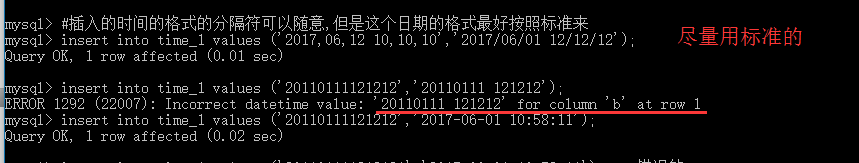 mysql> #插入的时间的格式的分隔符可以随意,但是这个日期的格式最好按照标准来
mysql> insert into time_1 values ('2017,06,12 10,10,10','2017/06/01 12/12/12');
尽量用标准的
Query OK, 1 row affected (0.01 sec)
mysql> insert into time_1 values ('20110111121212','20110111 121212');
ERROR 1292 (22007): Incorrect datetime value: '20110111 121212' for column 'b' at row 1
mysql> insert into time_1 values ('20110111121212','2017-06-01 10:58:11');
Query OK, 1 row affected (0.02 sec)